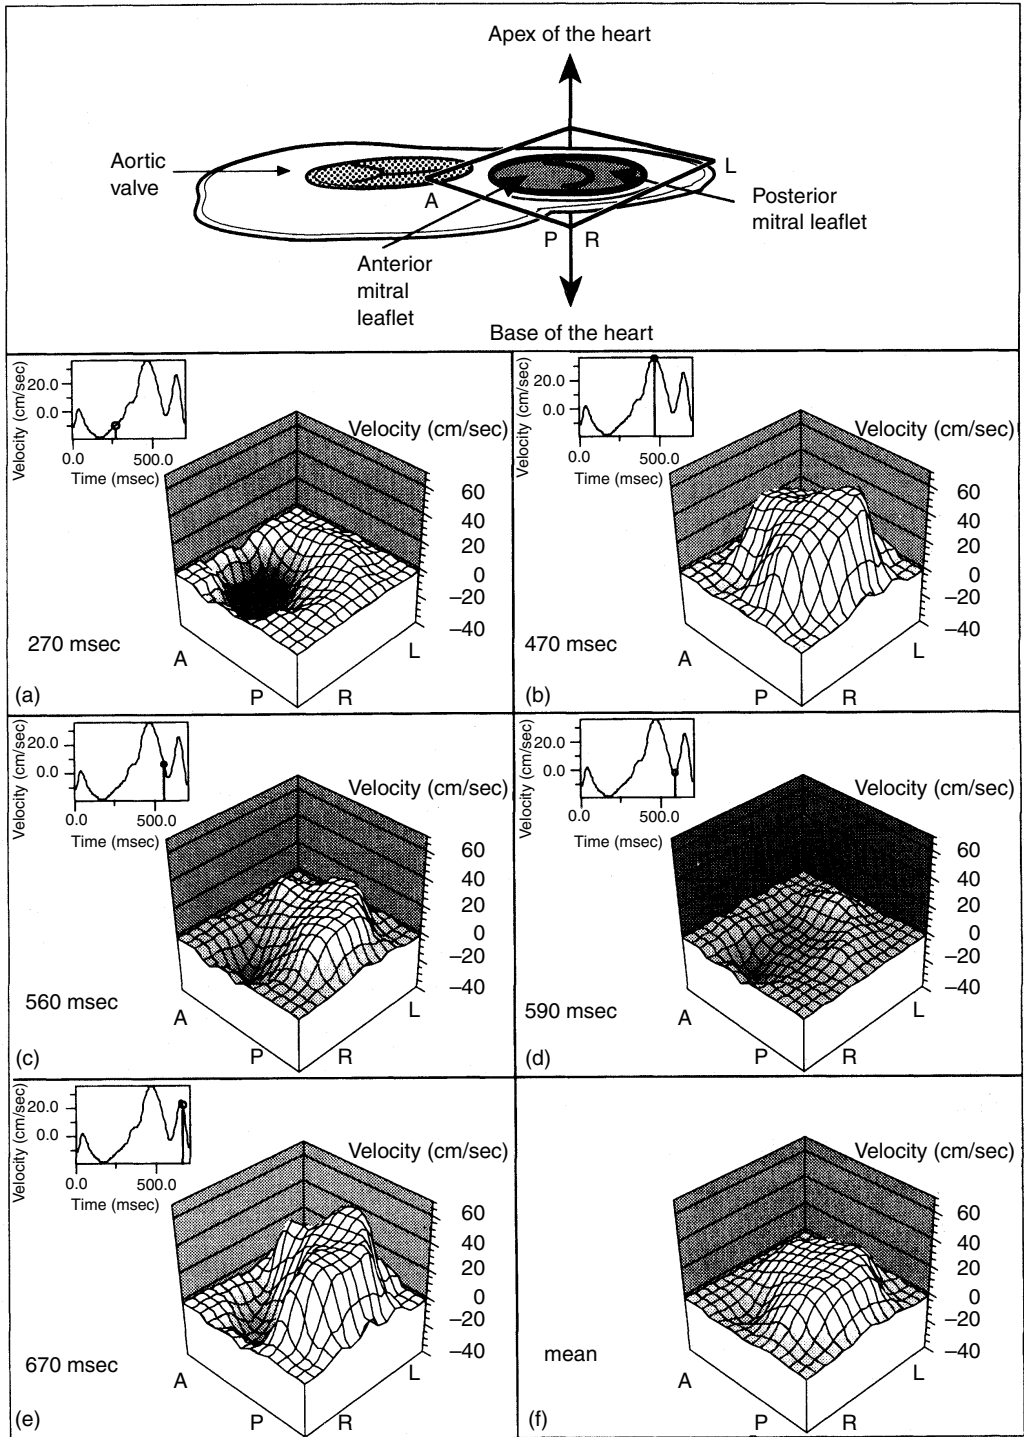 Apex of the heart
Aortic
valve
L
A
Posterior
mitral leaflet
P R
Anterior
mitral
leaflet
Base of the heart
Velocity (cm/sec)
20.0
0.0
0.0 500.0
Time (msec)
Velocity (cm/sec)
60
40
20
0
–20
–40
270 msec
A
L
P R
(a)
Velocity (cm/sec)
20.0
0.0
0.0 500.0
Time (msec)
Velocity (cm/sec)
60
40
20
0
–20
–40
470 msec
A
L
P R
(b)
Velocity (cm/sec)
20.0
0.0
0.0 500.0
Time (msec)
Velocity (cm/sec)
60
40
20
0
–20
–40
560 msec
A
L
P R
(c)
Velocity (cm/sec)
20.0
0.0
0.0 500.0
Time (msec)
Velocity (cm/sec)
60
40
20
0
–20
–40
590 msec
A
L
P R
(d)
Velocity (cm/sec)
20.0
0.0
0.0 500.0
Time (msec)
Velocity (cm/sec)
60
40
20
0
–20
–40
670 msec
A
L
P R
(e)
Velocity (cm/sec)
60
40
20
0
–20
–40
mean
A
L
P R
(f)